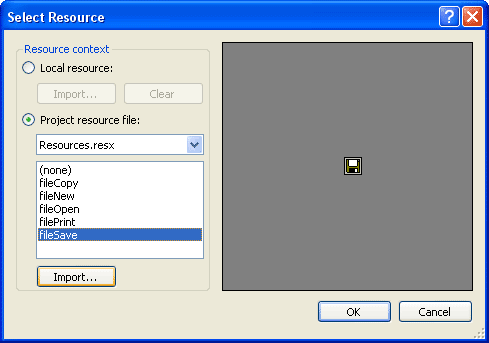 Select Resource
Resource context
Local resource:
Import... Clear
Project resource file:
Resources.resx
(none)
fileCopy
fileNew
fileOpen
filePrint
fileSave
Import...
OK Cancel